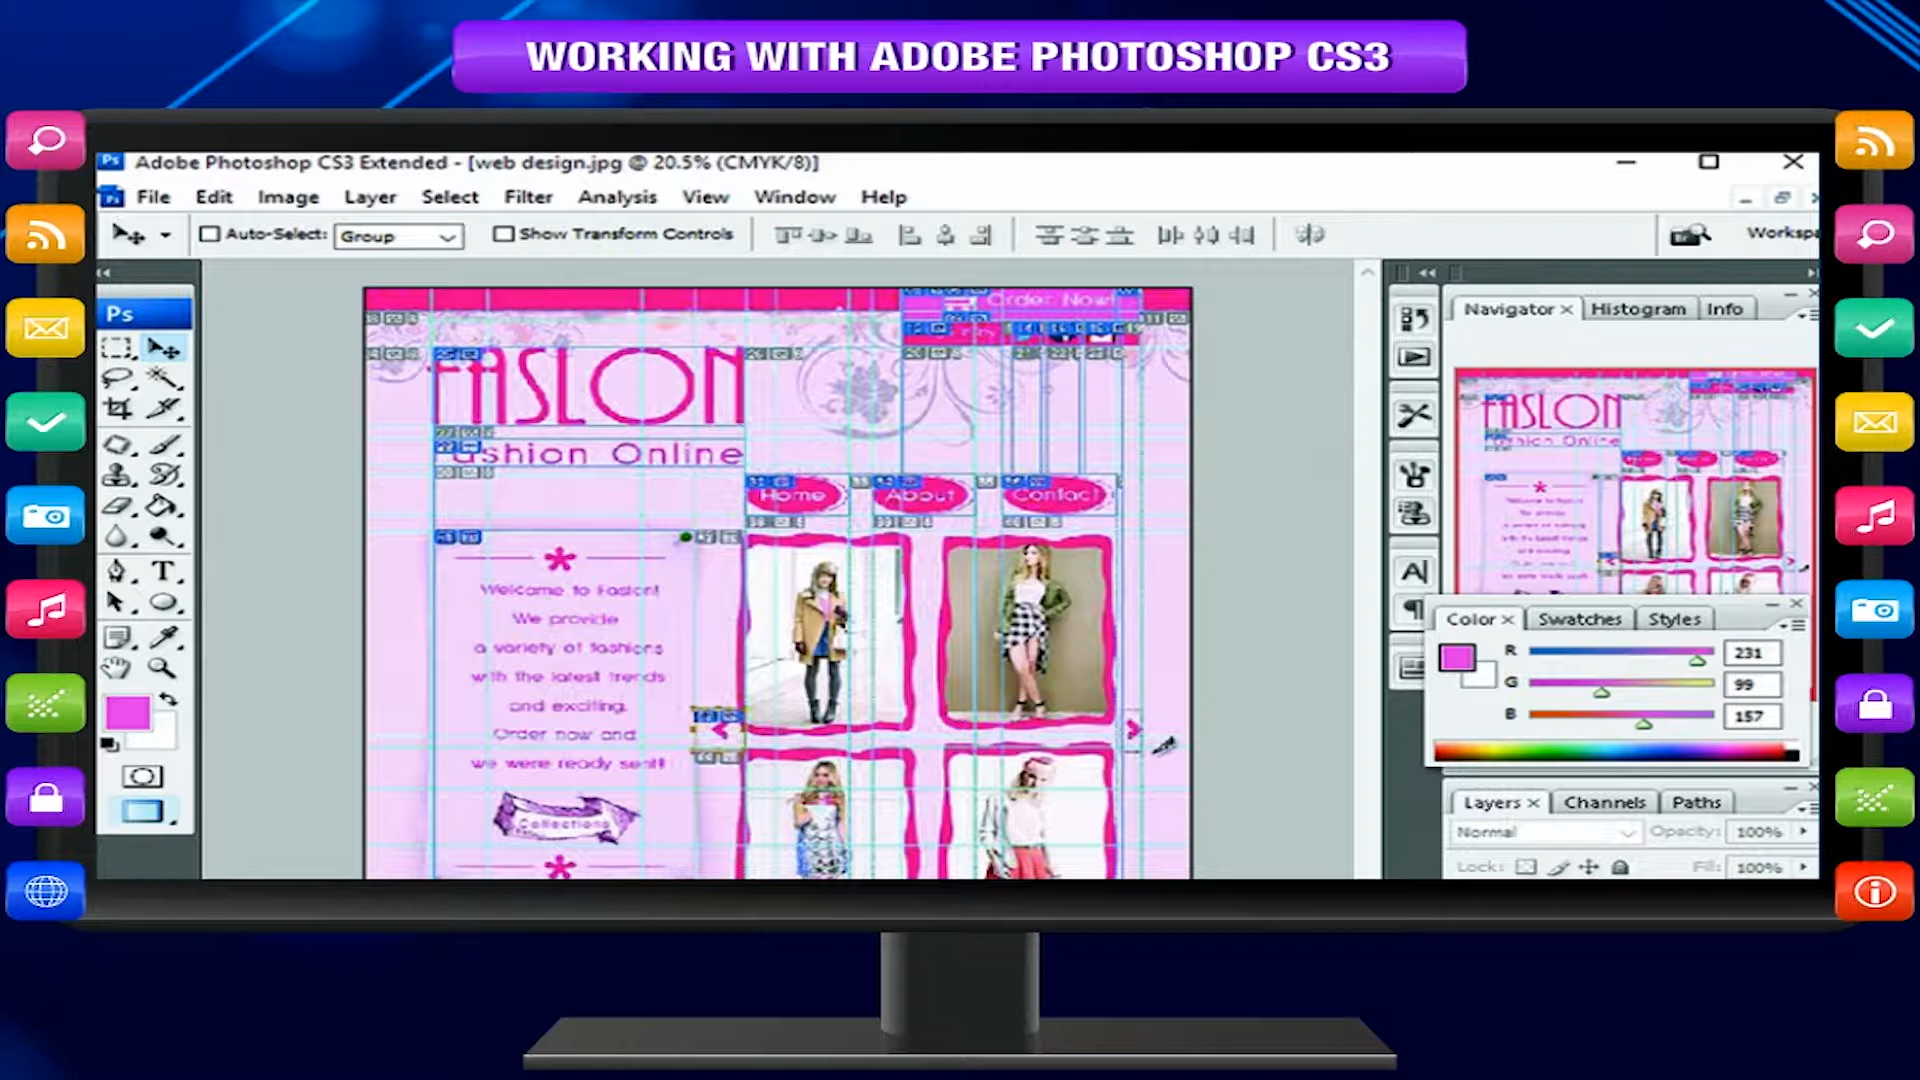 WORKING WITH ADOBE PHOTOSHOP CS3
Ps Adobe Photoshop CS3 Extended - [web design.jpg @ 20.5% (CMYK/8)]
File Edit Image Layer Select Filter Analysis View Window Help
Auto-Select: Group Show Transform Controls
Ps
T
Order Now!
FASLON
Fashion Online
Home About Contact
Welcome to Faslon!
We provide
a variety of fashions
with the latest trends
and exciting.
Order now and
we were ready sent!
Collections
Navigator Histogram Info
FASLON
Fashion Online
A
Color Swatches Styles
R 231
G 99
B 157
Layers Channels Paths
Normal Opacity: 100%
Lock: Fill: 100%